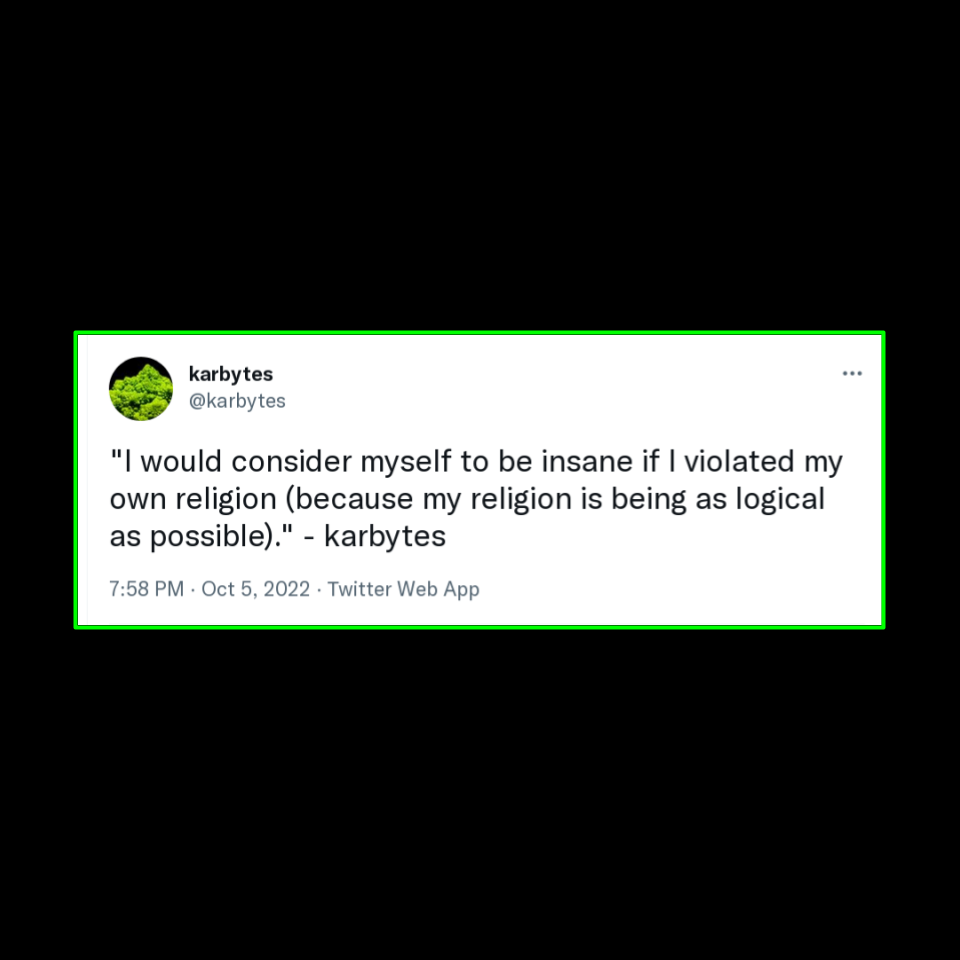 karbytes
@karbytes
"I would consider myself to be insane if I violated my
own religion (because my religion is being as logical
as possible)." - karbytes
7:58 PM · Oct 5, 2022 · Twitter Web App